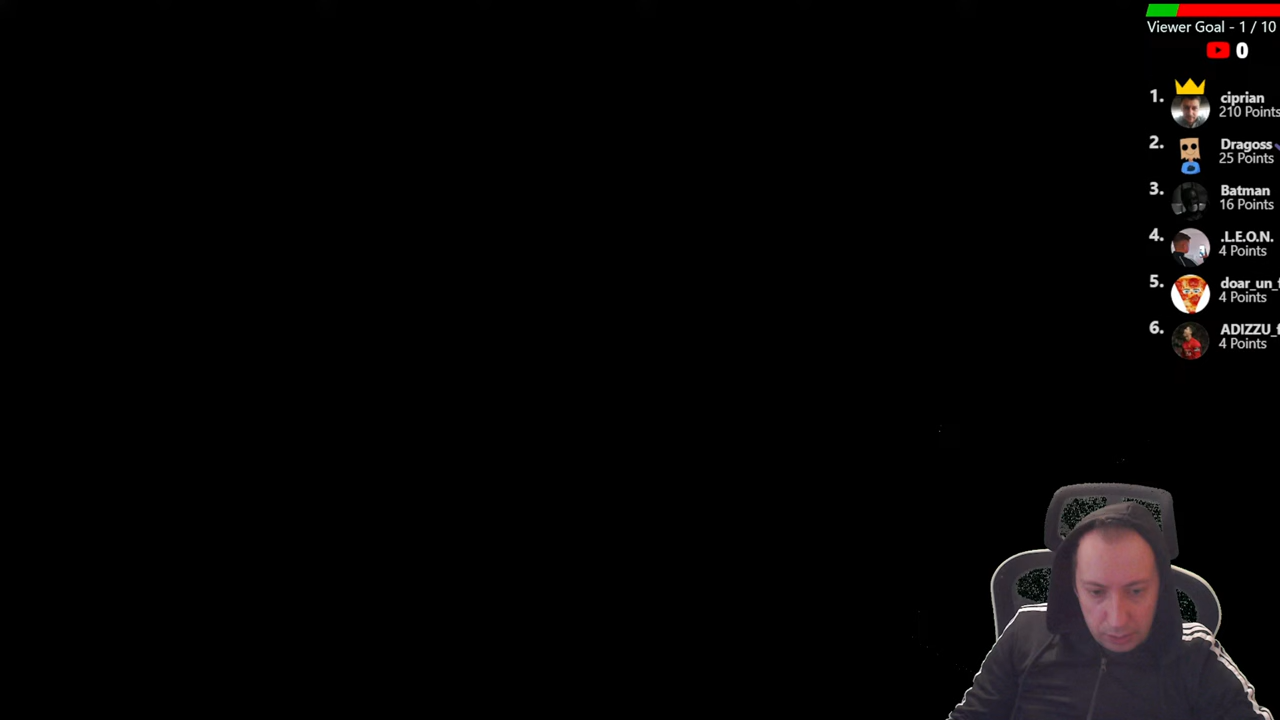 Viewer Goal - 1 / 10
0
1. ciprian
210 Points
2. Dragoss
25 Points
3. Batman
16 Points
4. .L.E.O.N.
4 Points
5. doar_un_
4 Points
6. ADIZZU_
4 Points